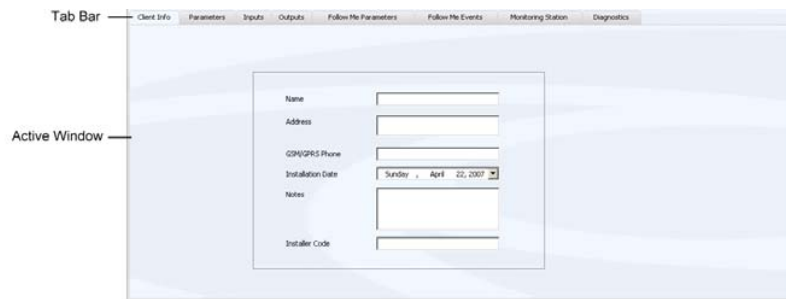 Tab Bar
Client Info Parameters Inputs Outputs Follow Me Parameters Follow Me Events Monitoring Station Diagnostics
Active Window
Name
Address
GSM/GPRS Phone
Installation Date Sunday , April 22, 2007
Notes
Installer Code